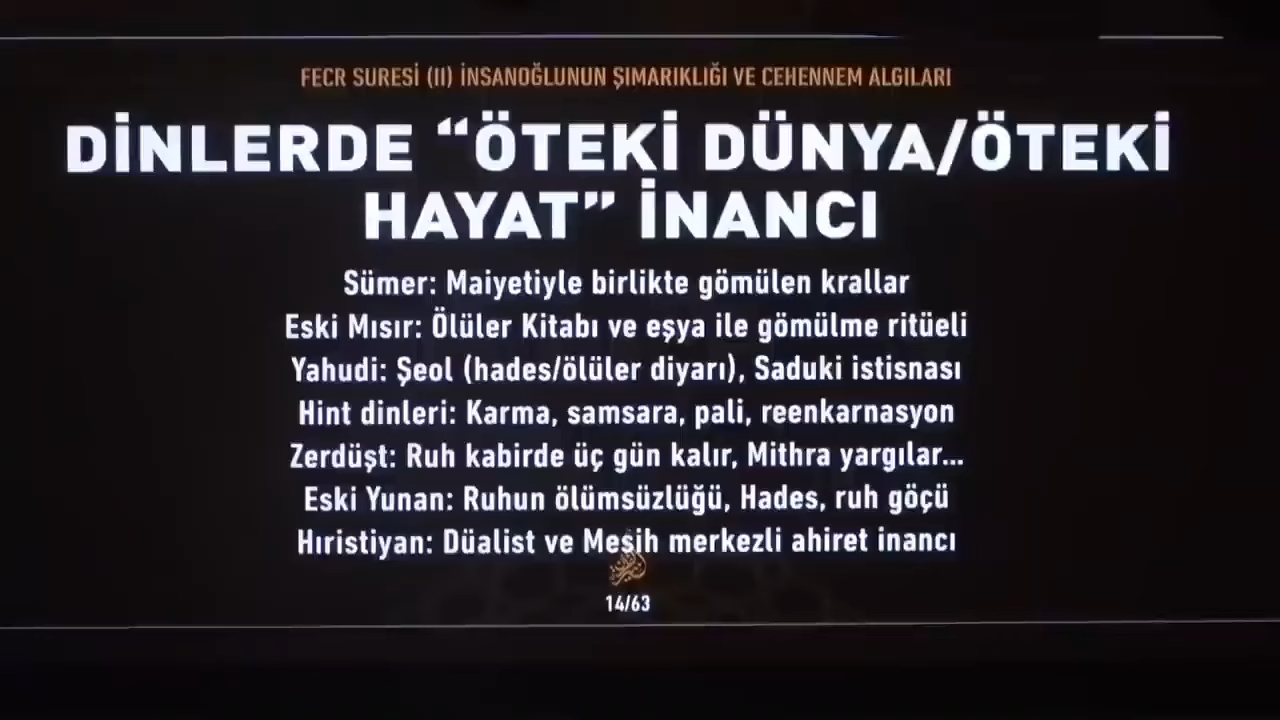 FECR SURESİ (II) İNSANOĞLUNUN ŞIMARIKLIĞI VE CEHENNEM ALGILARI
DİNLERDE “ÖTEKİ DÜNYA/ÖTEKİ
HAYAT” İNANCI
Sümer: Maiyetiyle birlikte gömülen krallar
Eski Mısır: Ölüler Kitabı ve eşya ile gömülme ritüeli
Yahudi: Şeol (hades/ölüler diyarı), Saduki istisnası
Hint dinleri: Karma, samsara, pali, reenkarnasyon
Zerdüşt: Ruh kabirde üç gün kalır, Mithra yargılar...
Eski Yunan: Ruhun ölümsüzlüğü, Hades, ruh göçü
Hıristiyan: Düalist ve Mesih merkezli ahiret inancı
14/63